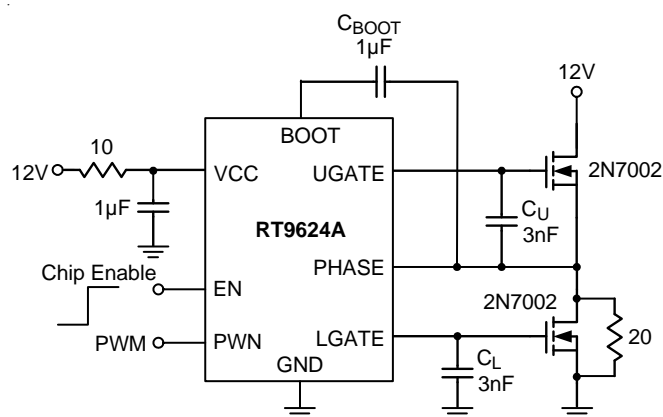 CBOOT
1µF
12V
BOOT
10
12V
VCC
UGATE
2N7002
1µF
RT9624A
CU
3nF
Chip Enable
PHASE
EN
2N7002
PWM
PWN
LGATE
20
GND
CL
3nF